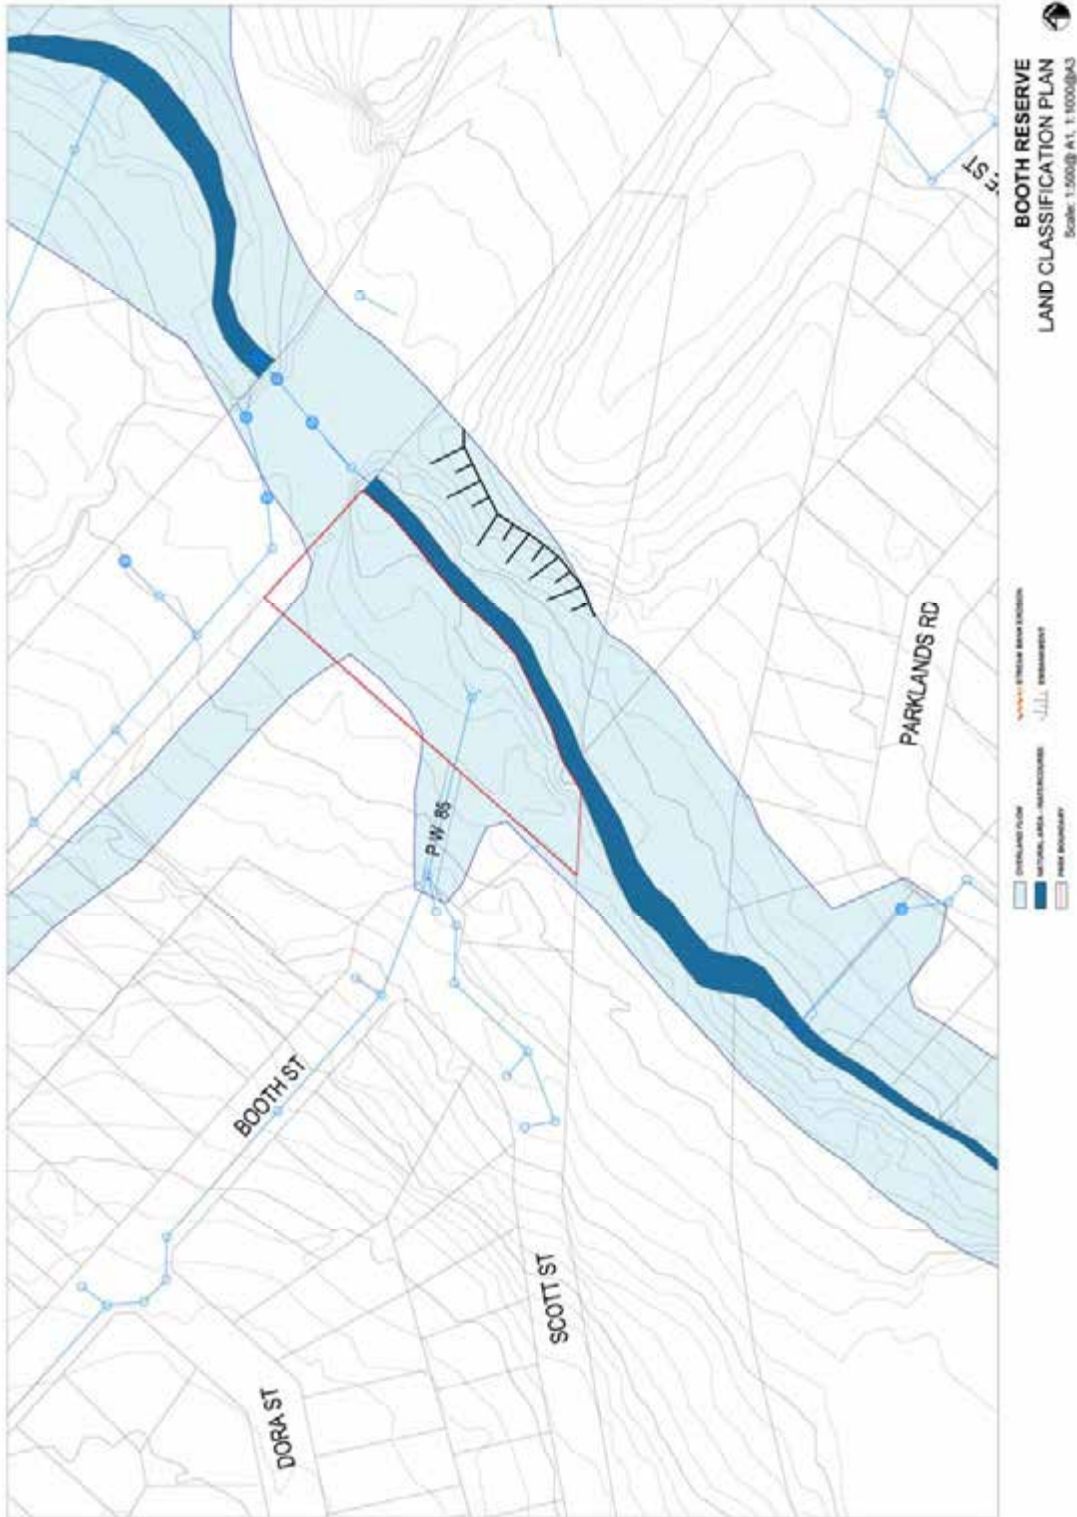 BOOTH RESERVE
LAND CLASSIFICATION PLAN
Scale: 1:500@ A1, 1:1000@A3
OVERLAND FLOW
NATURAL AREA - WATERCOURSE
PARK BOUNDARY
STREAM BANK EROSION
EMBANKMENT
PARKLANDS RD
P.W 85
BOOTH ST
SCOTT ST
DORA ST
ST